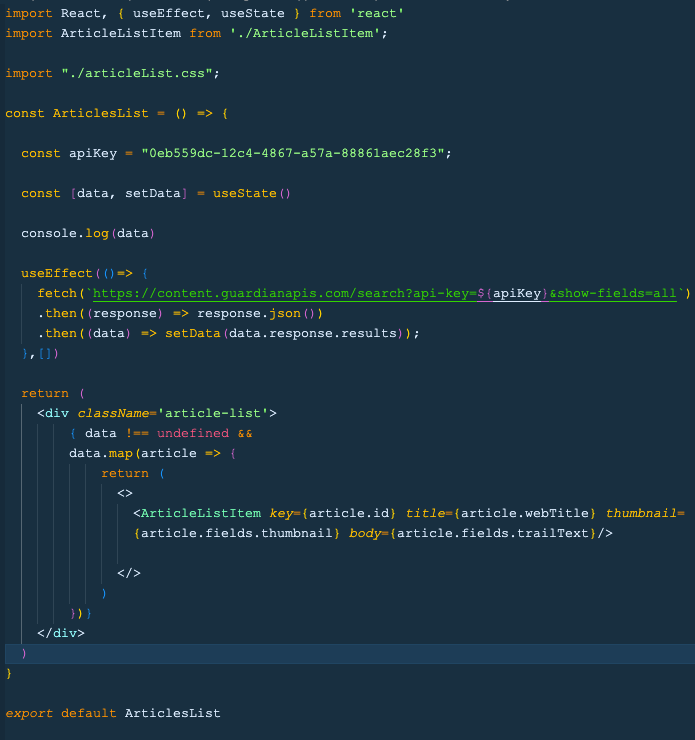 import React, { useEffect, useState } from 'react'
import ArticleListItem from './ArticleListItem';
import "./articleList.css";
const ArticlesList = () => {
const apiKey = "0eb559dc-12c4-4867-a57a-88861aec28f3";
const [data, setData] = useState()
console.log(data)
useEffect(()=> {
fetch(`https://content.guardianapis.com/search?api-key=${apiKey}&show-fields=all`)
.then((response) => response.json())
.then((data) => setData(data.response.results));
},[])
return (
<div className='article-list'>
{ data !== undefined &&
data.map(article => {
return (
<>
<ArticleListItem key={article.id} title={article.webTitle} thumbnail=
{article.fields.thumbnail} body={article.fields.trailText}/>
</>
)
})}
</div>
)
}
export default ArticlesList